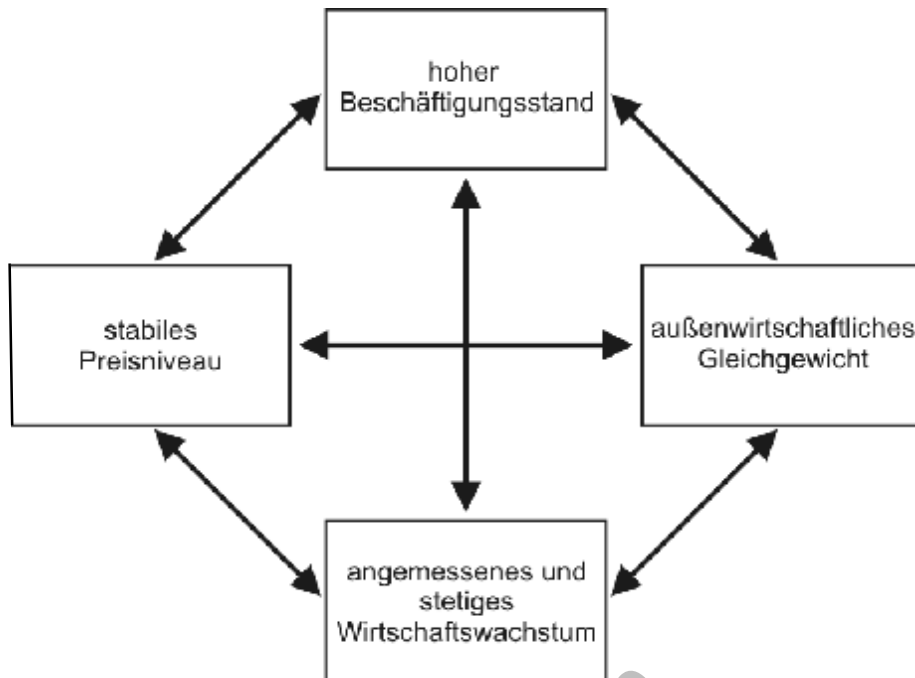 hoher
Beschäftigungsstand
stabiles
Preisniveau
außenwirtschaftliches
Gleichgewicht
angemessenes und
stetiges
Wirtschaftswachstum